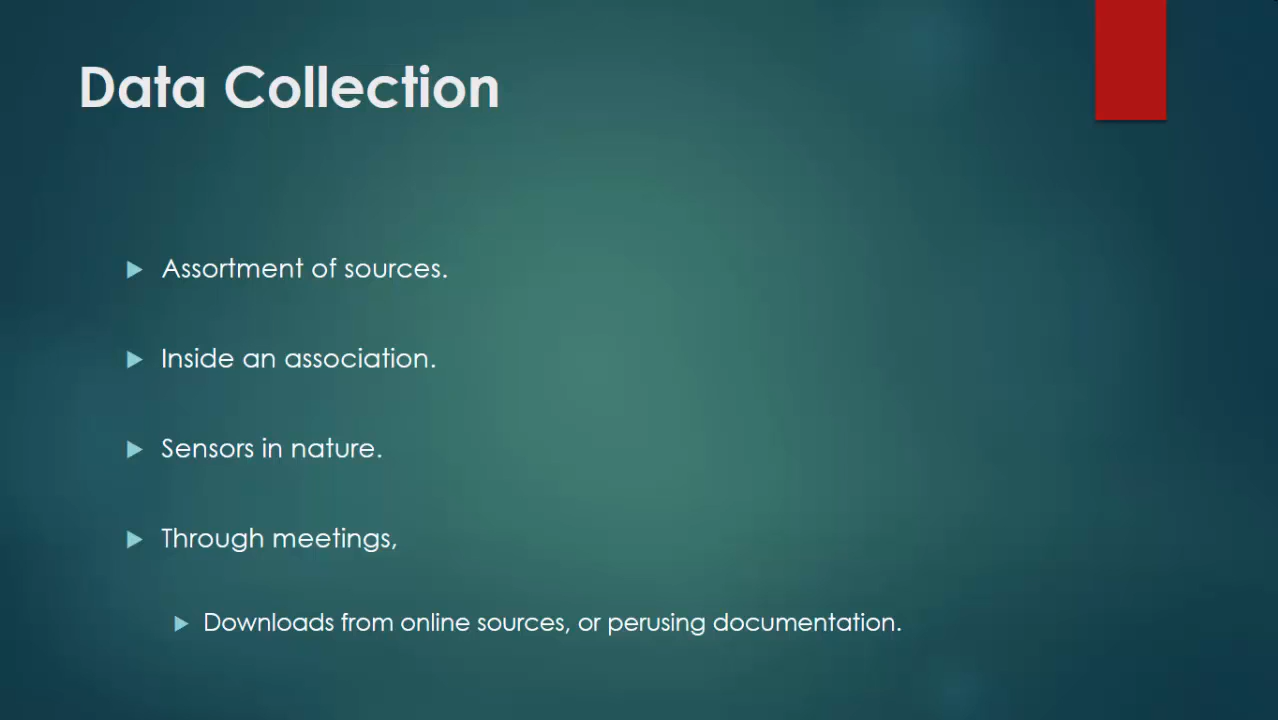 Data Collection
Assortment of sources.
Inside an association.
Sensors in nature.
Through meetings,
Downloads from online sources, or perusing documentation.